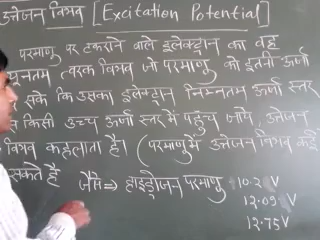 उत्तेजन विभव [Excitation Potential]
परमाणु पर टकराने वाले इलेक्ट्रान का वह
न्यूनतम त्वरक विभव जो परमाणु को इतनी ऊर्जा
सके कि उसका इलेक्ट्रान निम्नतम ऊर्जा स्तर
किसी उच्च ऊर्जा स्तर में पहुँच जाये, उत्तेजन
विभव कहलाता है। (परमाणु में उत्तेजन विभव कई
सकते हैं जैसे⇒ हाइड्रोजन परमाणु 10.2 V
12.09 V
12.75 V